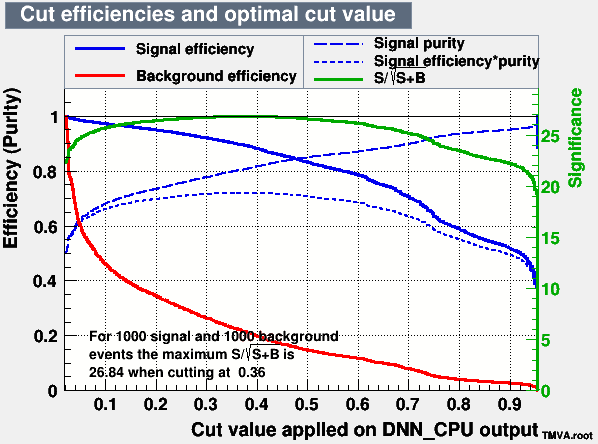 Cut efficiencies and optimal cut value
Signal efficiency
Background efficiency
Signal purity
Signal efficiency*purity
S/√S+B
Efficiency (Purity)
1
0.8
0.6
0.4
0.2
0
25
20
15
10
5
0
Significance
For 1000 signal and 1000 background
events the maximum S/√S+B is
26.84 when cutting at 0.36
0.1 0.2 0.3 0.4 0.5 0.6 0.7 0.8 0.9
Cut value applied on DNN_CPU output
TMVA.root